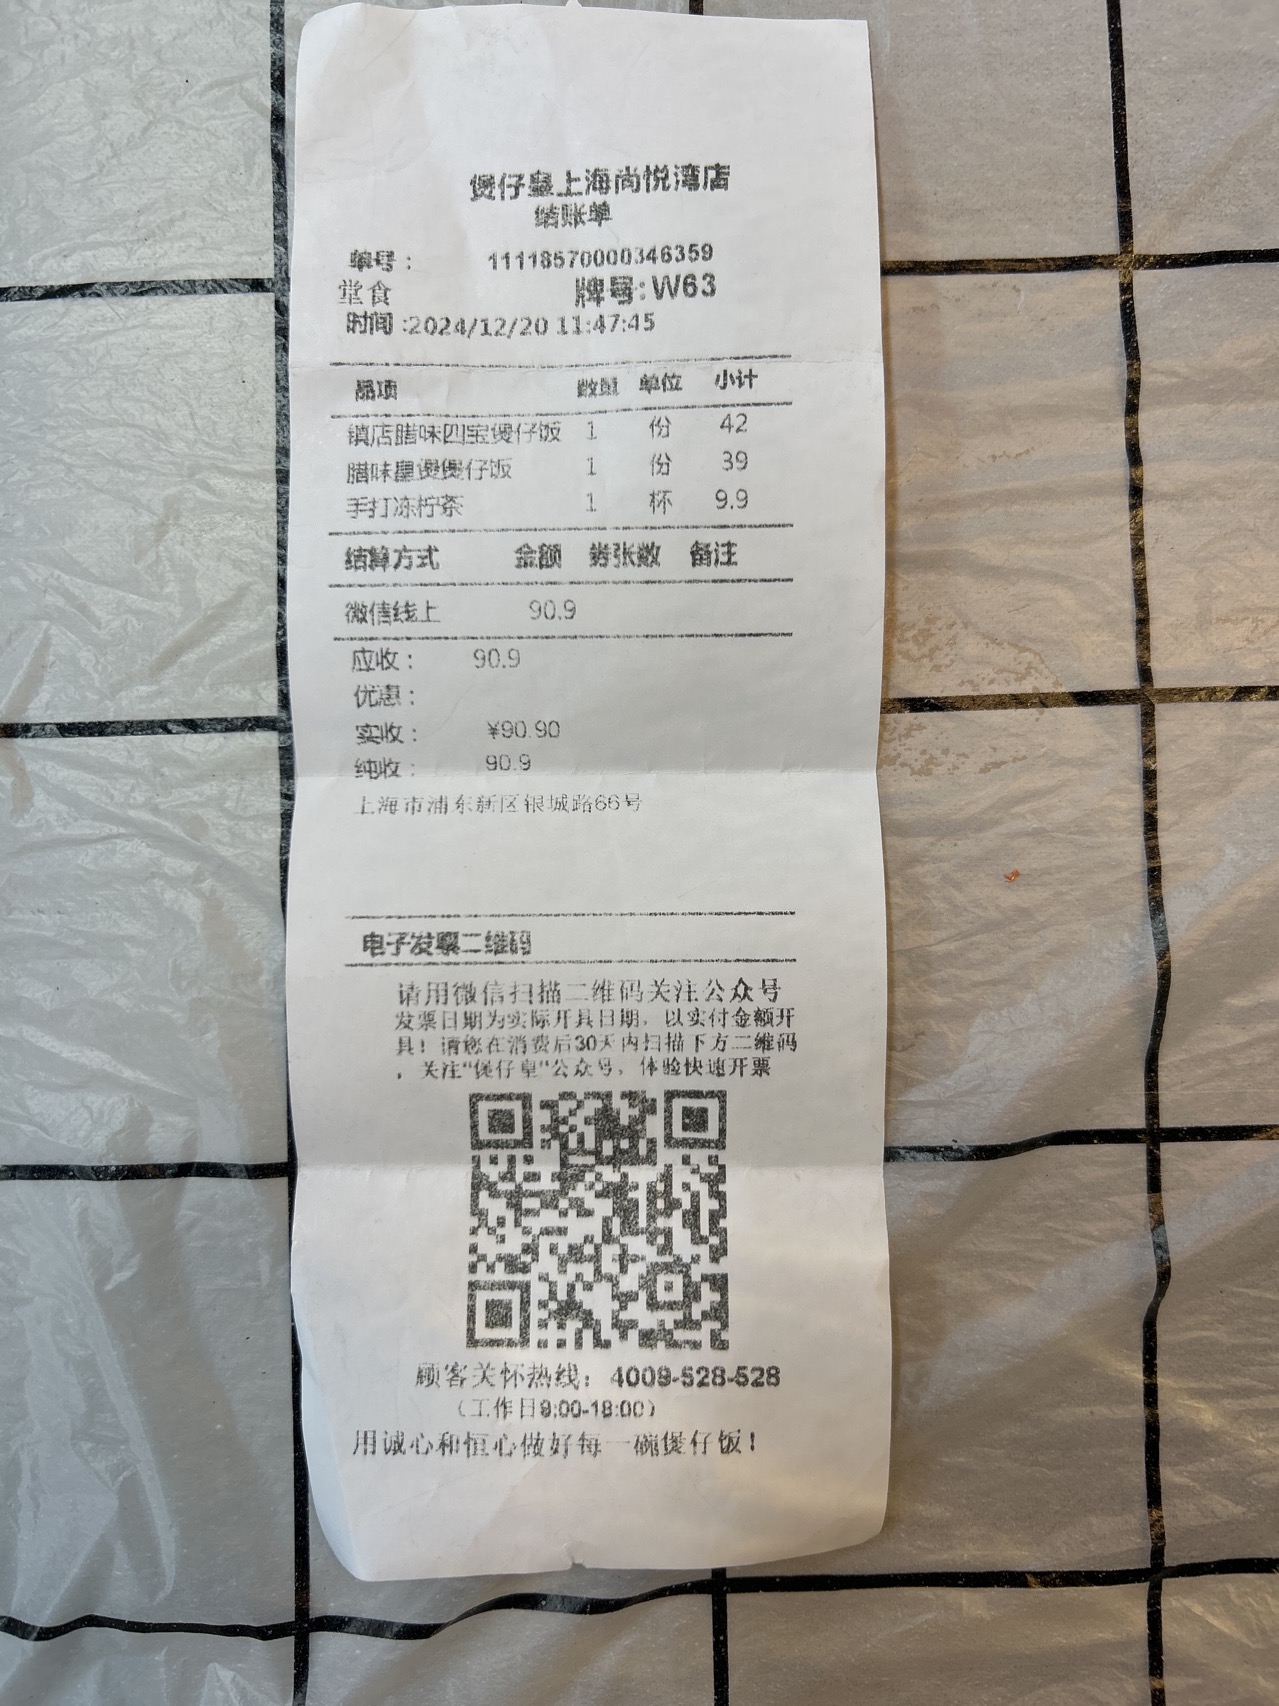 煲仔皇上海尚悦湾店
结账单
单号： 11118570000346359
堂食 牌号:W63
时间:2024/12/20 11:47:45
品项 数量 单位 小计
镇店腊味四宝煲仔饭 1 份 42
腊味皇煲煲仔饭 1 份 39
手打冻柠茶 1 杯 9.9
结算方式 金额 券张数 备注
微信线上 90.9
应收： 90.9
优惠：
实收： ¥90.90
纯收： 90.9
上海市浦东新区银城路66号
电子发票二维码
请用微信扫描二维码关注公众号
发票日期为实际开具日期，以实付金额开
具！请您在消费后30天内扫描下方二维码
，关注"煲仔皇"公众号，体验快速开票
顾客关怀热线：4009-528-528
（工作日9:00-18:00）
用诚心和恒心做好每一碗煲仔饭！